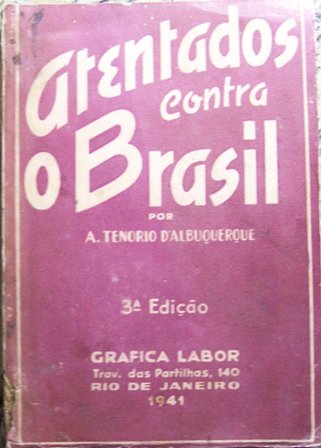 atentados
contra
o Brasil
POR
A. TENORIO D'ALBUQUERQUE
3ª Edição
GRAFICA LABOR
Trav. das Partilhas, 140
RIO DE JANEIRO
1941